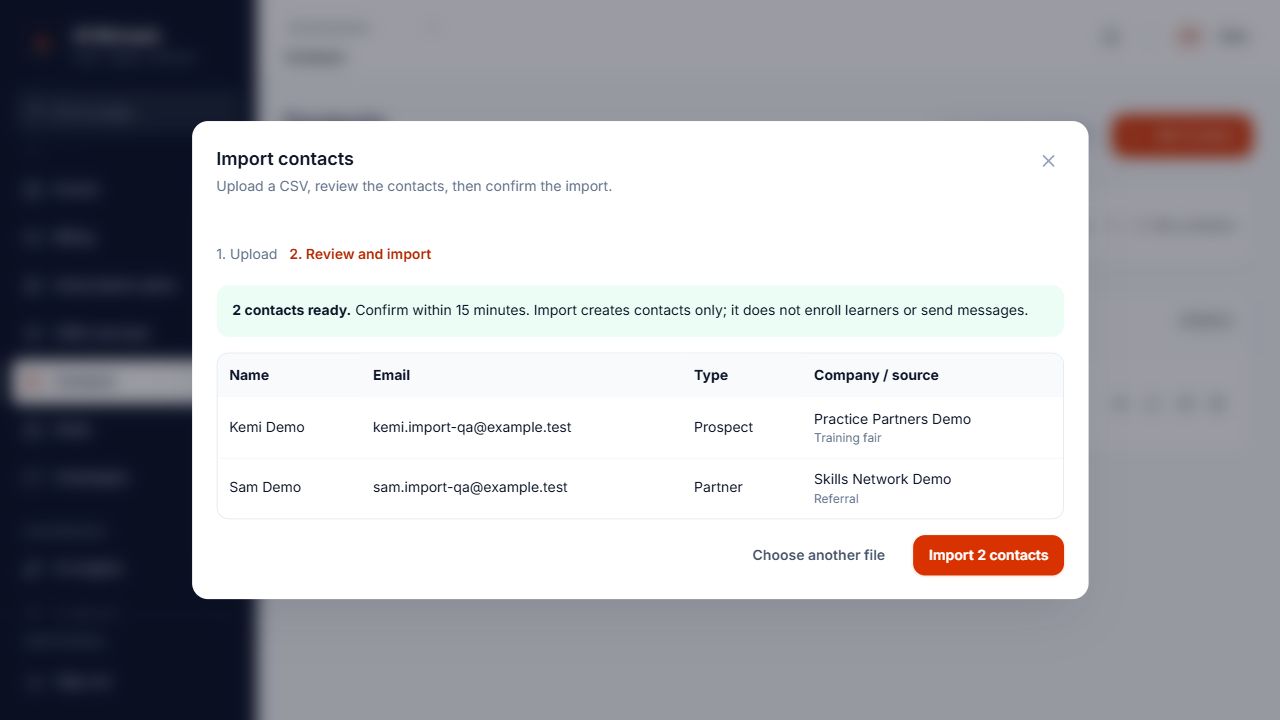 Import contacts
Upload a CSV, review the contacts, then confirm the import.
1. Upload 2. Review and import
2 contacts ready. Confirm within 15 minutes. Import creates contacts only; it does not enroll learners or send messages.
Name Email Type Company / source
Kemi Demo kemi.import-qa@example.test Prospect Practice Partners Demo
Training fair
Sam Demo sam.import-qa@example.test Partner Skills Network Demo
Referral
Choose another file Import 2 contacts